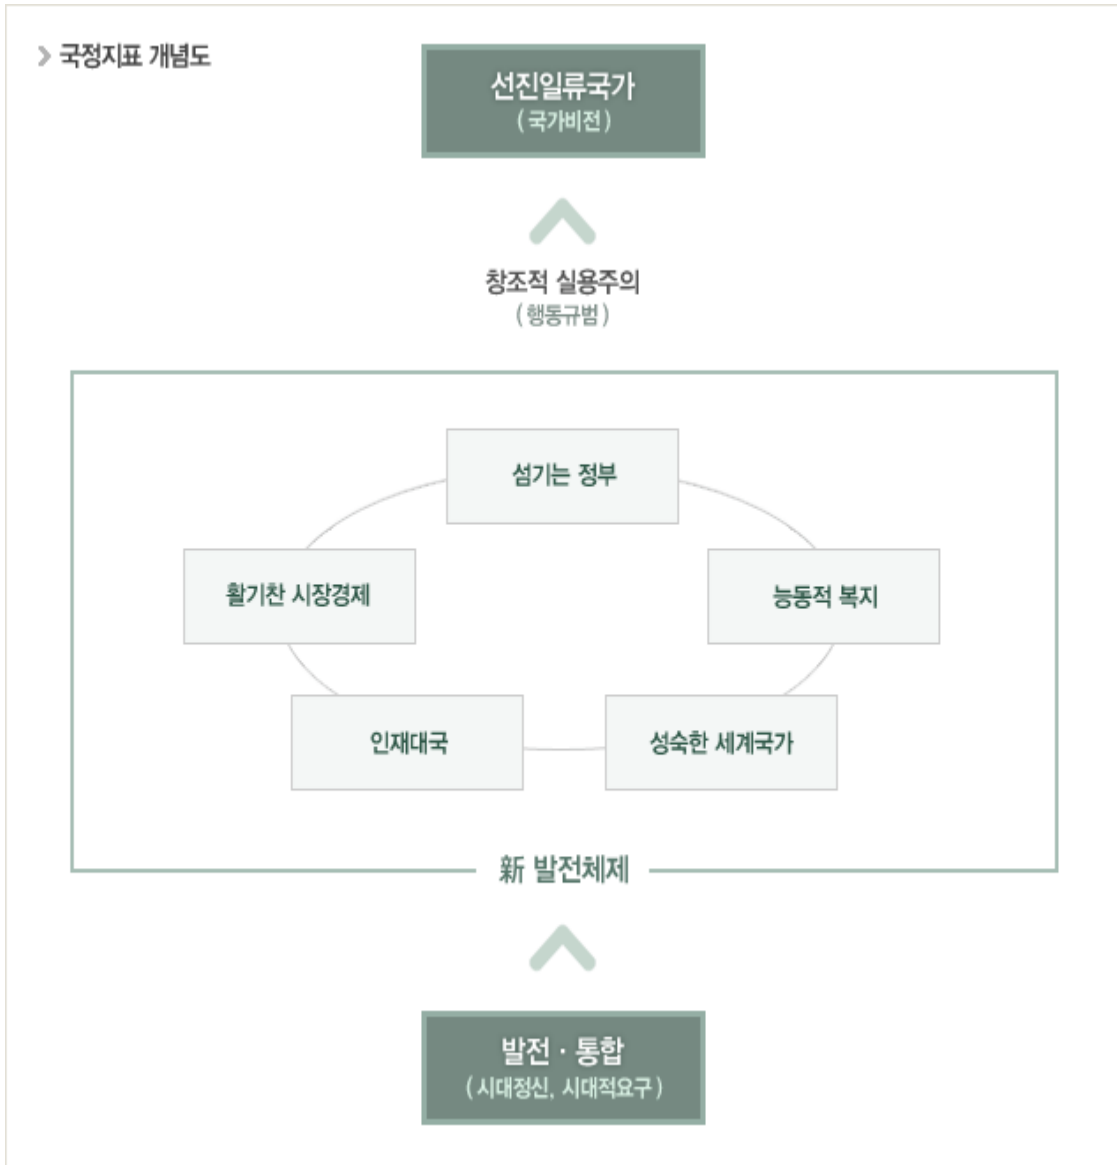 국정지표 개념도
선진일류국가
(국가비전)
창조적 실용주의
(행동규범)
섬기는 정부
활기찬 시장경제
능동적 복지
인재대국
성숙한 세계국가
新 발전체제
발전 · 통합
(시대정신, 시대적요구)